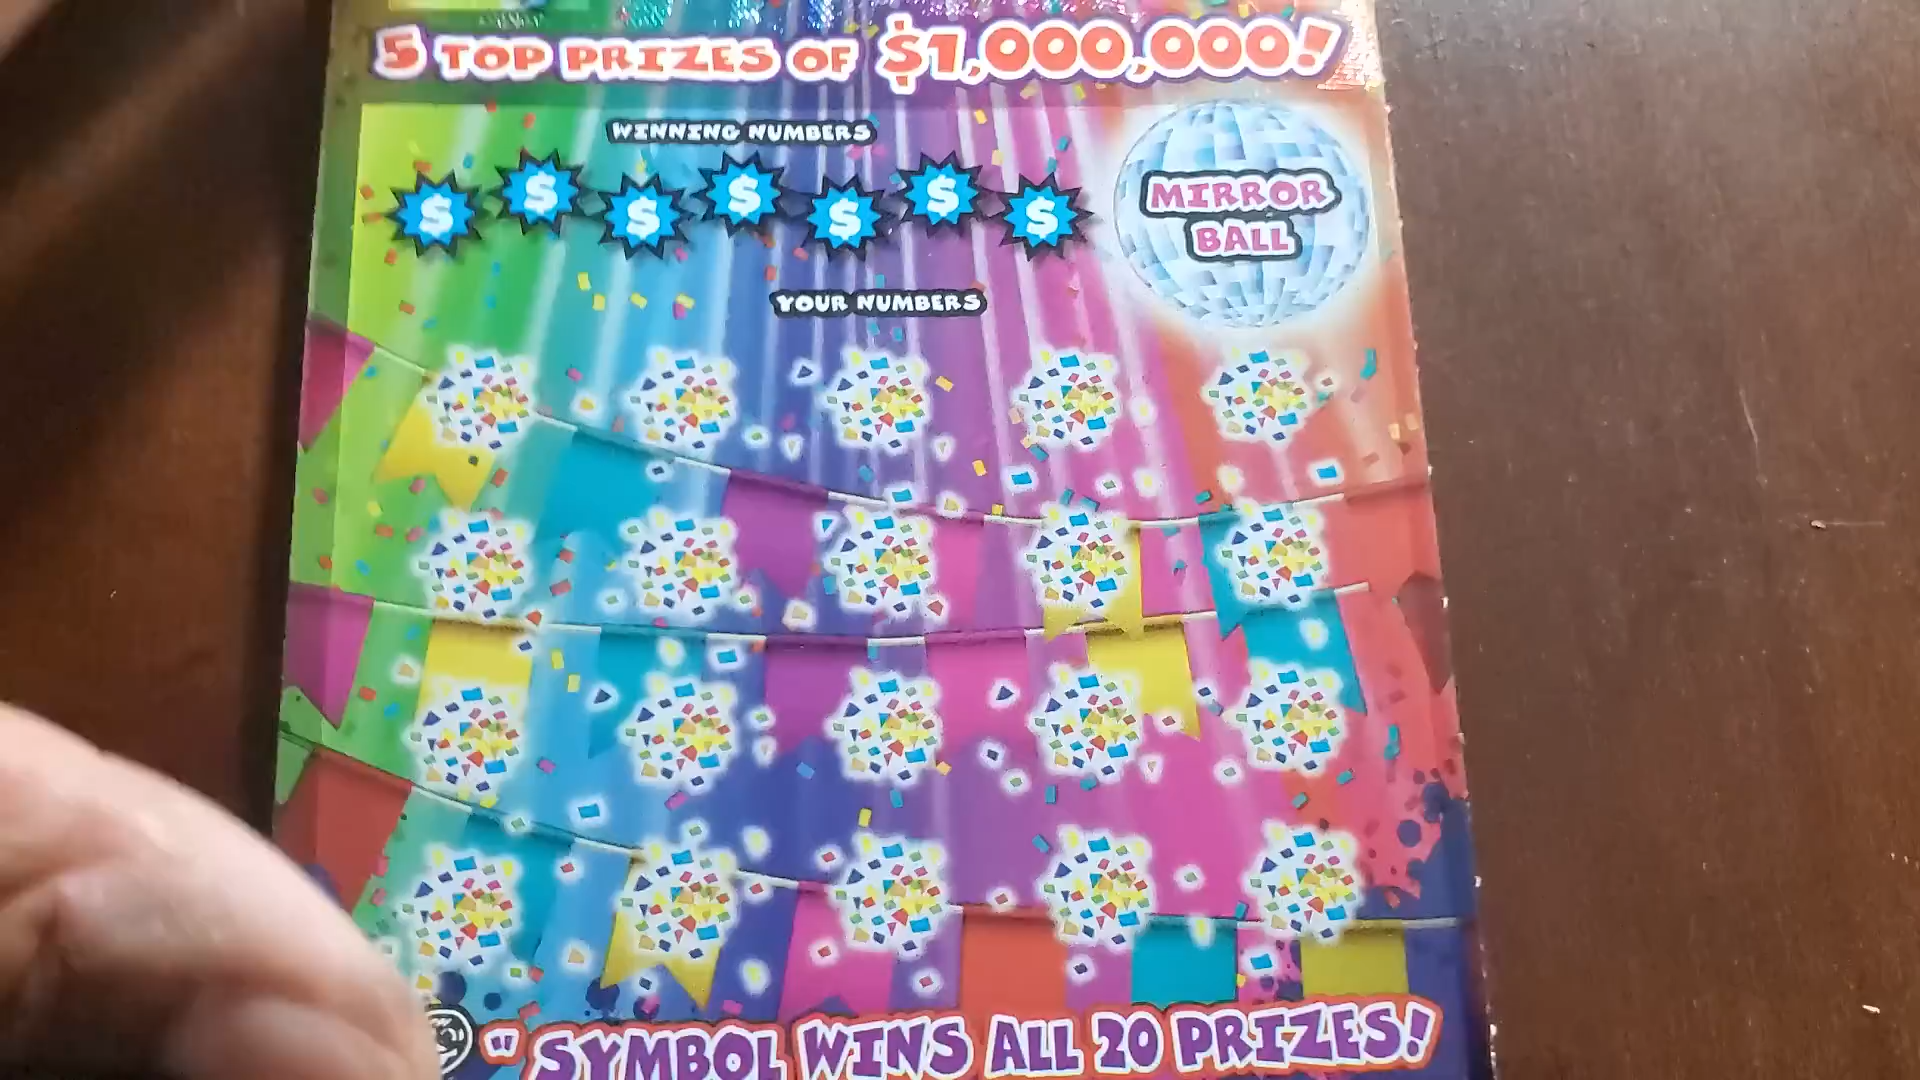 5 TOP PRIZES OF $1,000,000!
WINNING NUMBERS
$ $ $ $ $ $ $
MIRROR
BALL
YOUR NUMBERS
" SYMBOL WINS ALL 20 PRIZES!